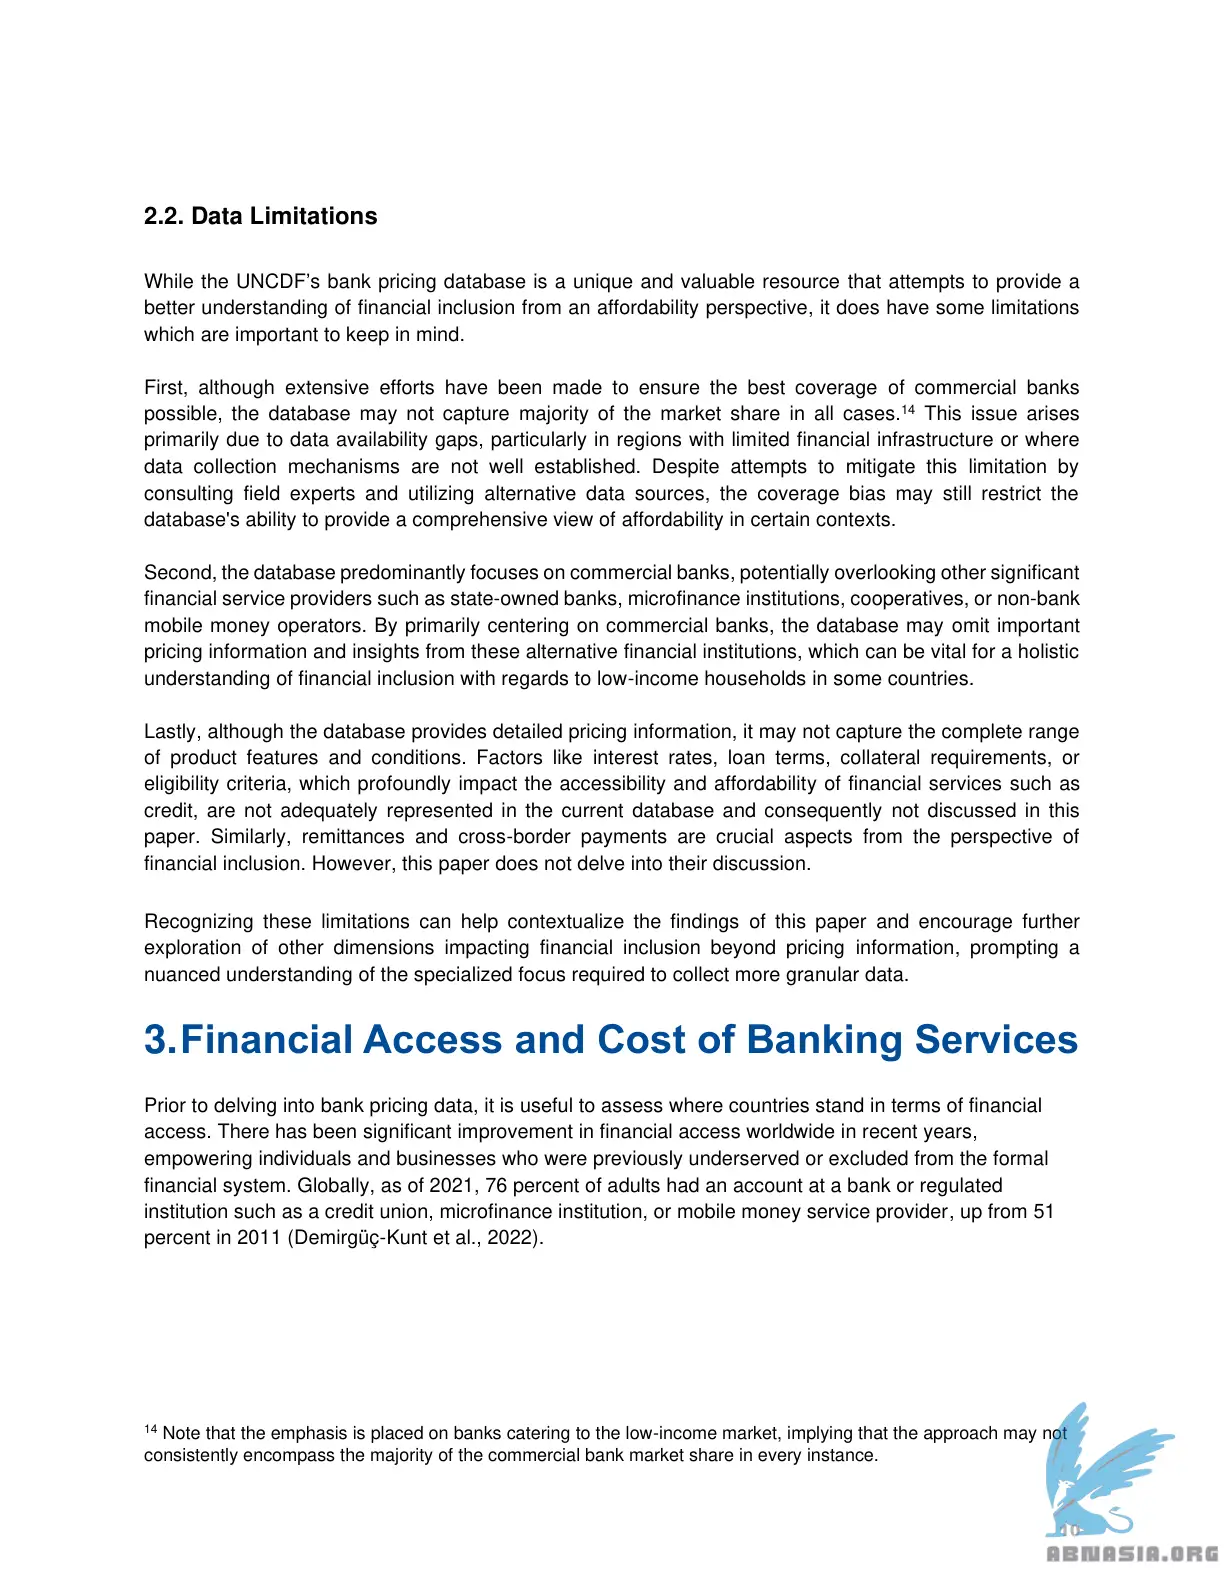 2.2. Data Limitations
While the UNCDF’s bank pricing database is a unique and valuable resource that attempts to provide a
better understanding of financial inclusion from an affordability perspective, it does have some limitations
which are important to keep in mind.
First, although extensive efforts have been made to ensure the best coverage of commercial banks
possible, the database may not capture majority of the market share in all cases.14 This issue arises
primarily due to data availability gaps, particularly in regions with limited financial infrastructure or where
data collection mechanisms are not well established. Despite attempts to mitigate this limitation by
consulting field experts and utilizing alternative data sources, the coverage bias may still restrict the
database's ability to provide a comprehensive view of affordability in certain contexts.
Second, the database predominantly focuses on commercial banks, potentially overlooking other significant
financial service providers such as state-owned banks, microfinance institutions, cooperatives, or non-bank
mobile money operators. By primarily centering on commercial banks, the database may omit important
pricing information and insights from these alternative financial institutions, which can be vital for a holistic
understanding of financial inclusion with regards to low-income households in some countries.
Lastly, although the database provides detailed pricing information, it may not capture the complete range
of product features and conditions. Factors like interest rates, loan terms, collateral requirements, or
eligibility criteria, which profoundly impact the accessibility and affordability of financial services such as
credit, are not adequately represented in the current database and consequently not discussed in this
paper. Similarly, remittances and cross-border payments are crucial aspects from the perspective of
financial inclusion. However, this paper does not delve into their discussion.
Recognizing these limitations can help contextualize the findings of this paper and encourage further
exploration of other dimensions impacting financial inclusion beyond pricing information, prompting a
nuanced understanding of the specialized focus required to collect more granular data.
3. Financial Access and Cost of Banking Services
Prior to delving into bank pricing data, it is useful to assess where countries stand in terms of financial
access. There has been significant improvement in financial access worldwide in recent years,
empowering individuals and businesses who were previously underserved or excluded from the formal
financial system. Globally, as of 2021, 76 percent of adults had an account at a bank or regulated
institution such as a credit union, microfinance institution, or mobile money service provider, up from 51
percent in 2011 (Demirgüç-Kunt et al., 2022).
14 Note that the emphasis is placed on banks catering to the low-income market, implying that the approach may not
consistently encompass the majority of the commercial bank market share in every instance.
10
ABNASIA.ORG